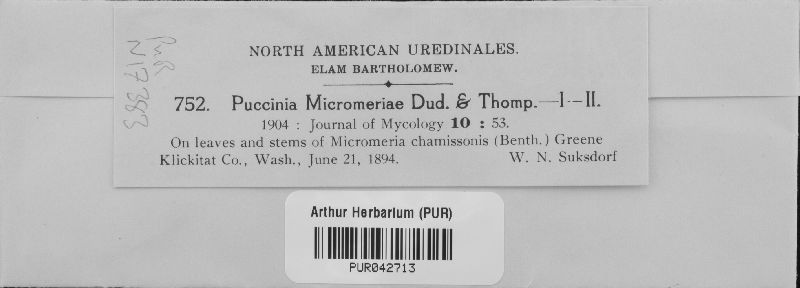 NORTH AMERICAN UREDINALES.
ELAM BARTHOLOMEW.
752. Puccinia Micromeriae Dud. & Thomp.—I–II.
1904 : Journal of Mycology 10 : 53.
On leaves and stems of Micromeria chamissonis (Benth.) Greene
Klickitat Co., Wash., June 21, 1894. W. N. Suksdorf
PUR
Arthur Herbarium (PUR)
PUR042713